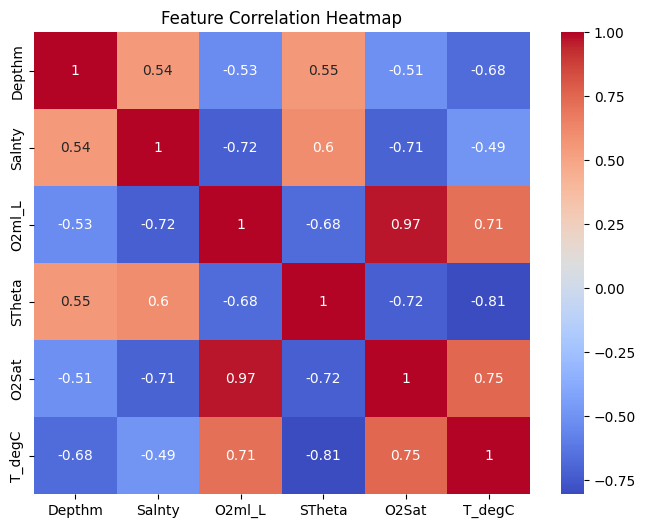 Feature Correlation Heatmap
Depthm 1 0.54 -0.53 0.55 -0.51 -0.68
Salnty 0.54 1 -0.72 0.6 -0.71 -0.49
O2ml_L -0.53 -0.72 1 -0.68 0.97 0.71
STheta 0.55 0.6 -0.68 1 -0.72 -0.81
O2Sat -0.51 -0.71 0.97 -0.72 1 0.75
T_degC -0.68 -0.49 0.71 -0.81 0.75 1
Depthm Salnty O2ml_L STheta O2Sat T_degC
1.00
0.75
0.50
0.25
0.00
−0.25
−0.50
−0.75